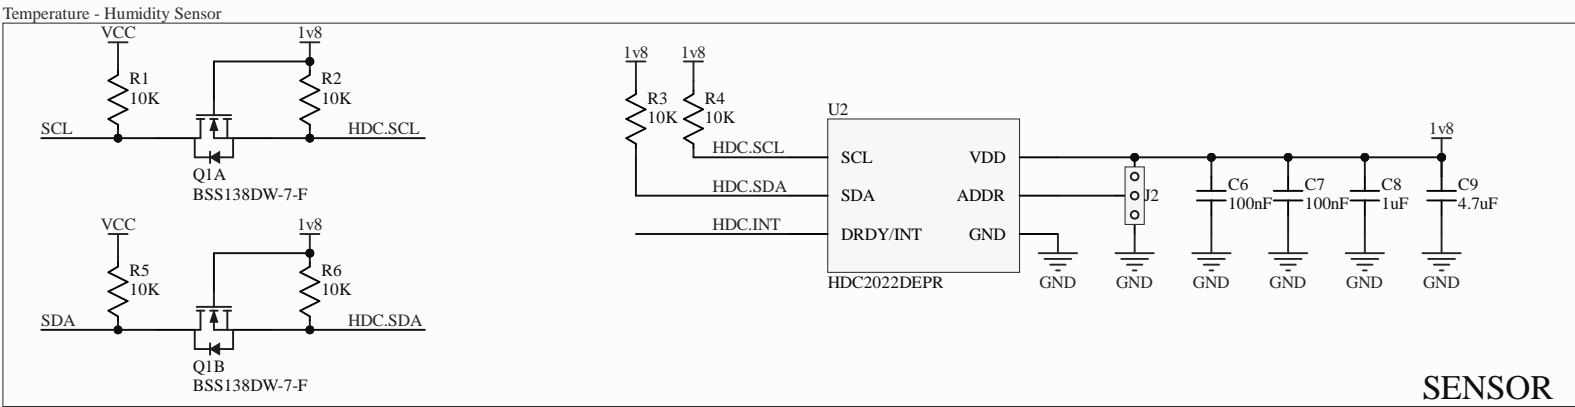 Temperature - Humidity Sensor
VCC
1v8
R1
10K
R2
10K
SCL
HDC.SCL
Q1A
BSS138DW-7-F
VCC
1v8
R5
10K
R6
10K
SDA
HDC.SDA
Q1B
BSS138DW-7-F
1v8
1v8
R3
10K
R4
10K
U2
HDC.SCL
SCL
VDD
HDC.SDA
SDA
ADDR
HDC.INT
DRDY/INT
GND
HDC2022DEPR
J2
1v8
C6
100nF
C7
100nF
C8
1uF
C9
4.7uF
GND
GND
GND
GND
GND
GND
SENSOR